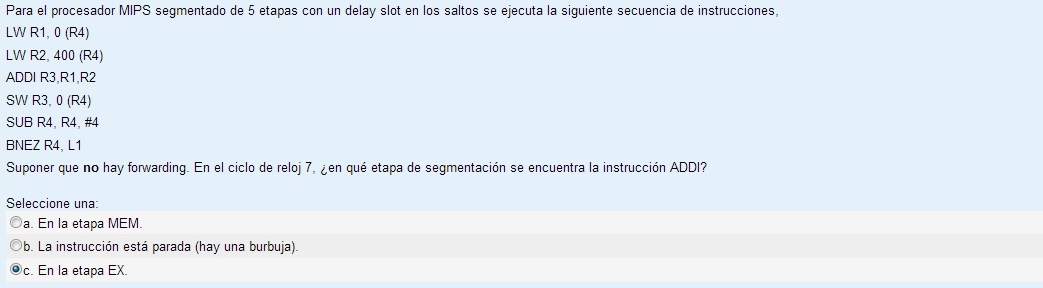 Para el procesador MIPS segmentado de 5 etapas con un delay slot en los saltos se ejecuta la siguiente secuencia de instrucciones,
LW R1, 0 (R4)
LW R2, 400 (R4)
ADDI R3,R1,R2
SW R3, 0 (R4)
SUB R4, R4, #4
BNEZ R4, L1
Suponer que no hay forwarding. En el ciclo de reloj 7, ¿en qué etapa de segmentación se encuentra la instrucción ADDI?
Seleccione una:
a. En la etapa MEM.
b. La instrucción está parada (hay una burbuja).
c. En la etapa EX.